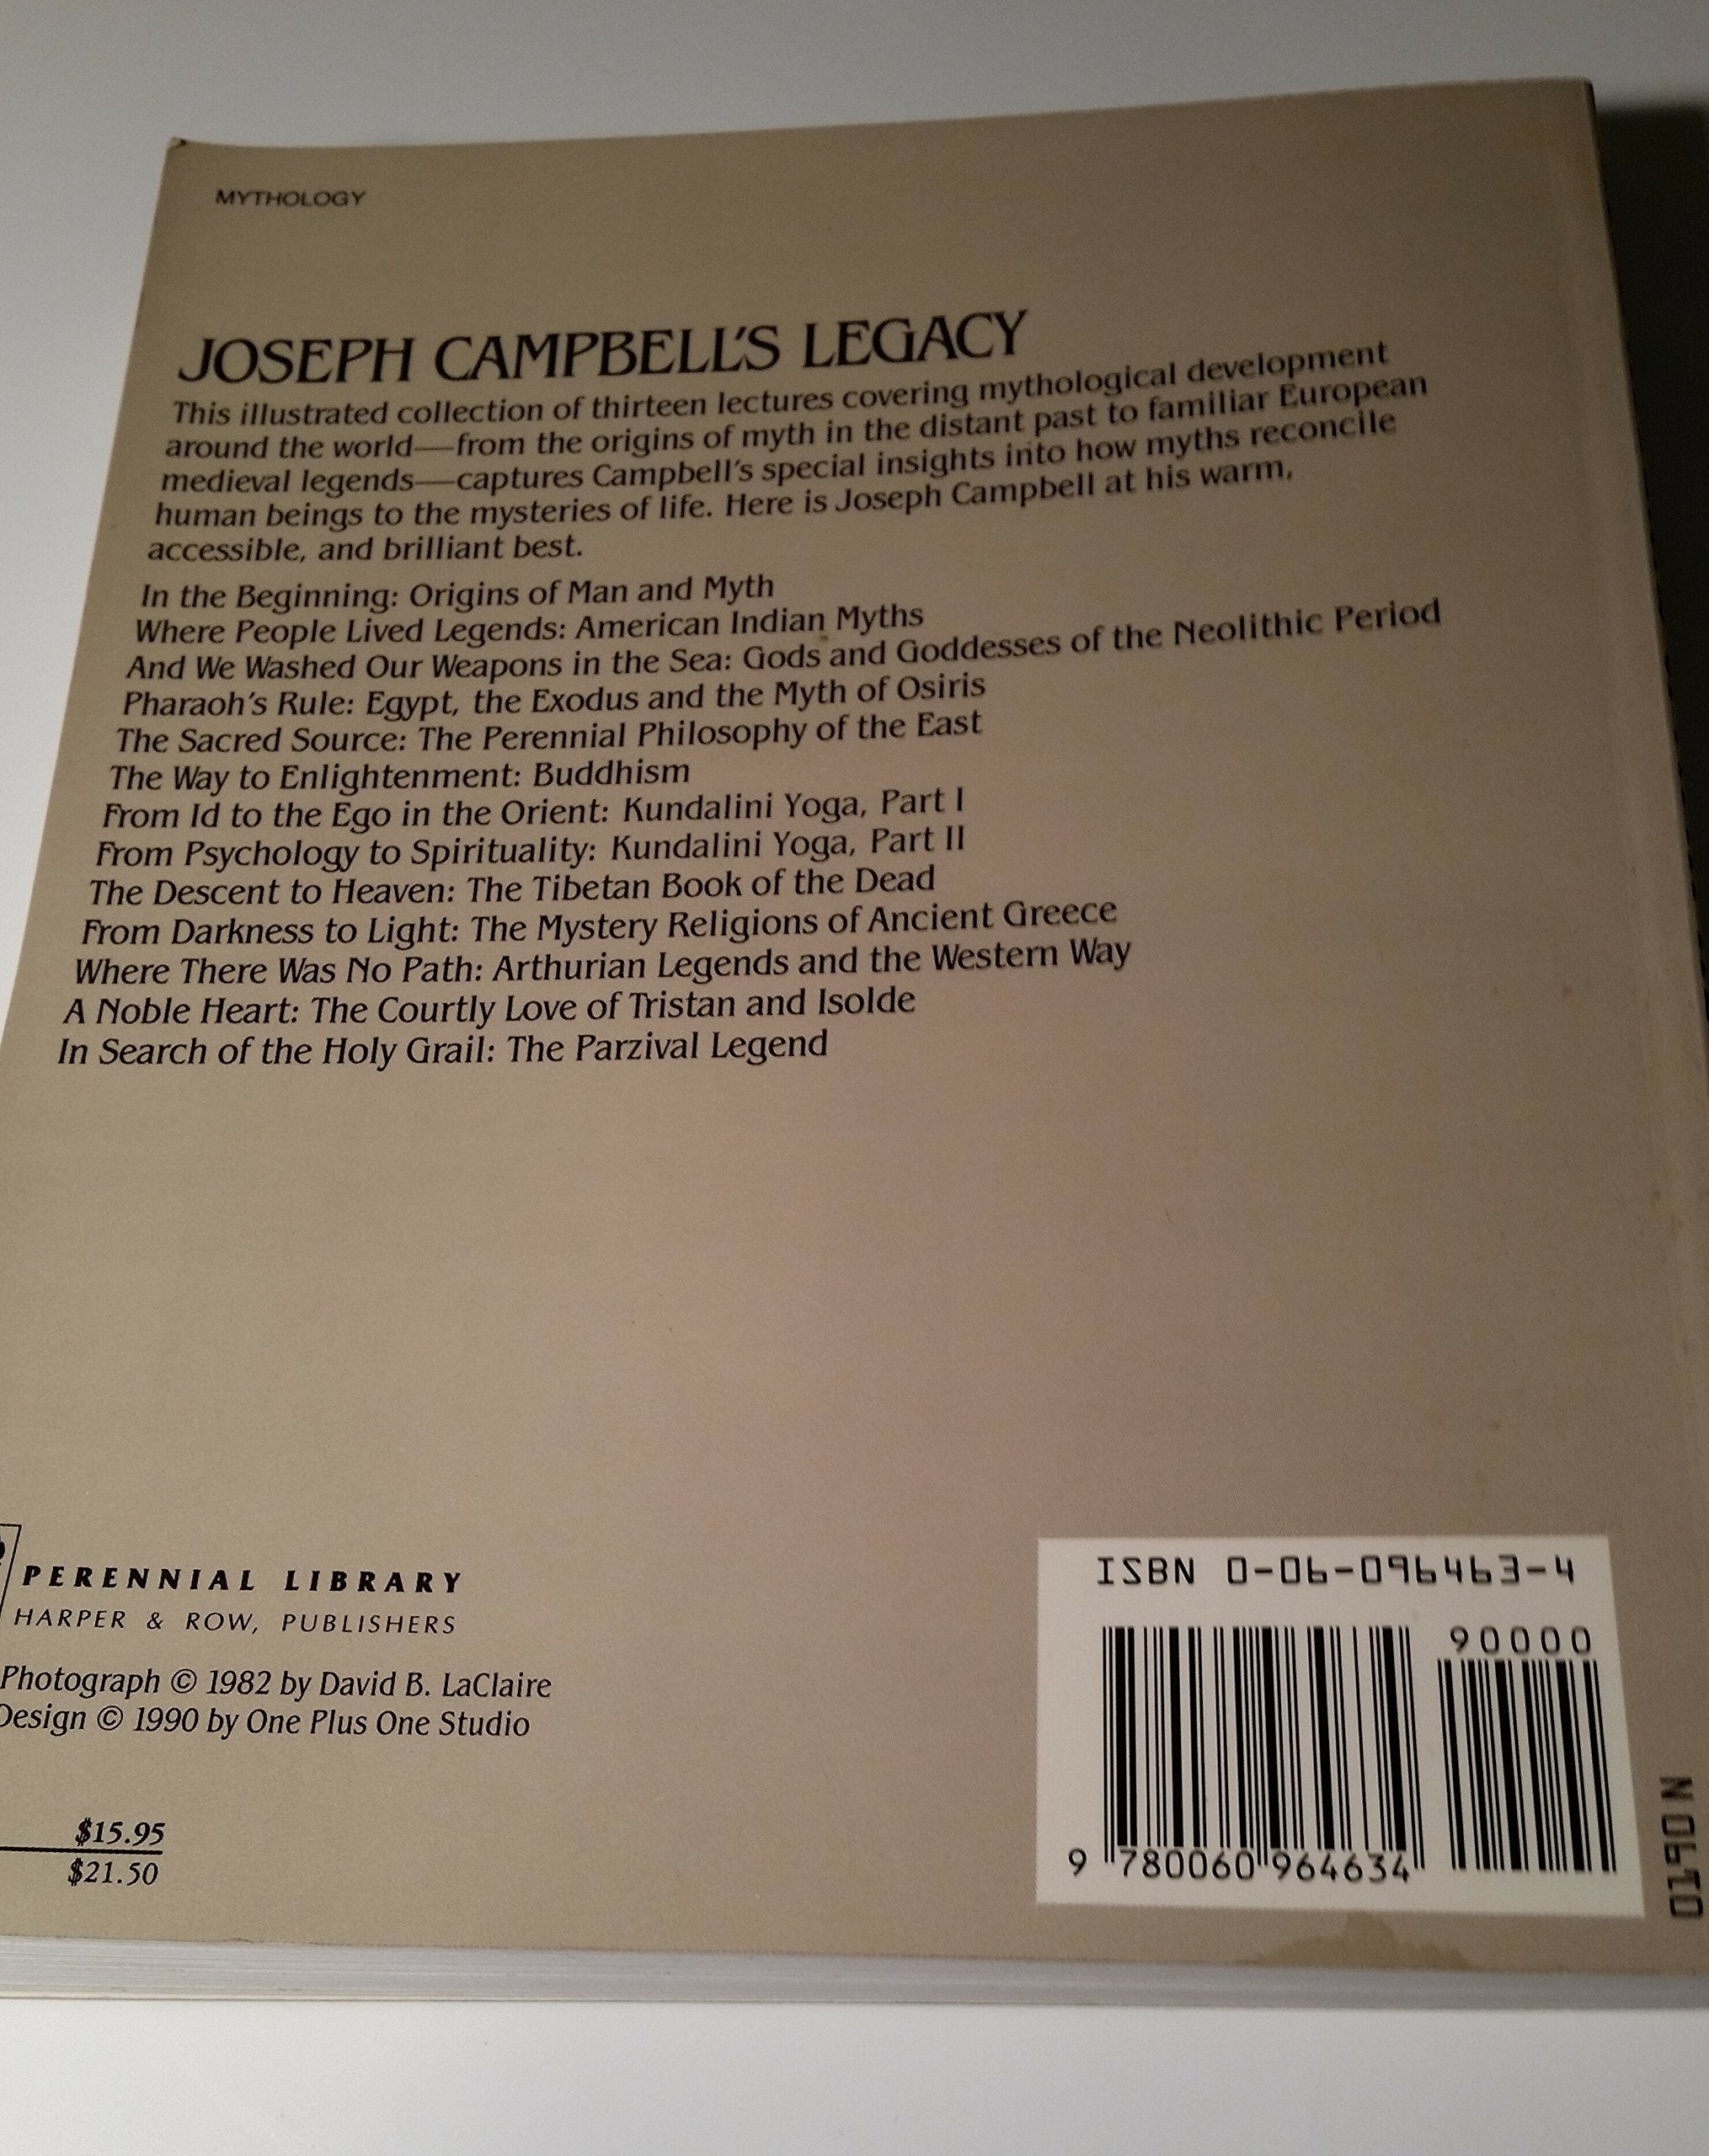 MYTHOLOGY
JOSEPH CAMPBELL'S LEGACY
This illustrated collection of thirteen lectures covering mythological development
around the world—from the origins of myth in the distant past to familiar European
medieval legends—captures Campbell's special insights into how myths reconcile
human beings to the mysteries of life. Here is Joseph Campbell at his warm,
accessible, and brilliant best.
In the Beginning: Origins of Man and Myth
Where People Lived Legends: American Indian Myths
And We Washed Our Weapons in the Sea: Gods and Goddesses of the Neolithic Period
Pharaoh's Rule: Egypt, the Exodus and the Myth of Osiris
The Sacred Source: The Perennial Philosophy of the East
The Way to Enlightenment: Buddhism
From Id to the Ego in the Orient: Kundalini Yoga, Part I
From Psychology to Spirituality: Kundalini Yoga, Part II
The Descent to Heaven: The Tibetan Book of the Dead
From Darkness to Light: The Mystery Religions of Ancient Greece
Where There Was No Path: Arthurian Legends and the Western Way
A Noble Heart: The Courtly Love of Tristan and Isolde
In Search of the Holy Grail: The Parzival Legend
PERENNIAL LIBRARY
HARPER & ROW, PUBLISHERS
Photograph © 1982 by David B. LaClaire
Design © 1990 by One Plus One Studio
$15.95
$21.50
ISBN 0-06-096463-4
90000
9 780060 964634
0190 N